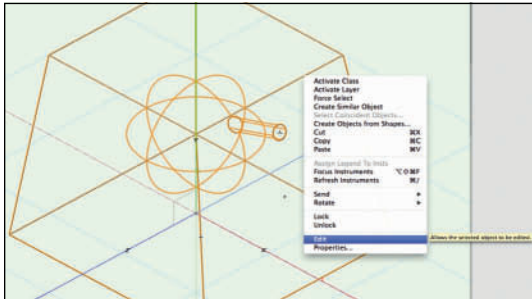 Activate Class
Activate Layer
Force Select
Create Similar Object
Select Coincident Objects...
Create Objects from Shapes...
Cut ⌘X
Copy ⌘C
Paste ⌘V
Assign Legend To Insts
Focus Instruments ⌥⇧⌘F
Refresh Instruments ⌘/
Send
Rotate
Lock
Unlock
Edit
Allows the selected object to be edited.
Properties...